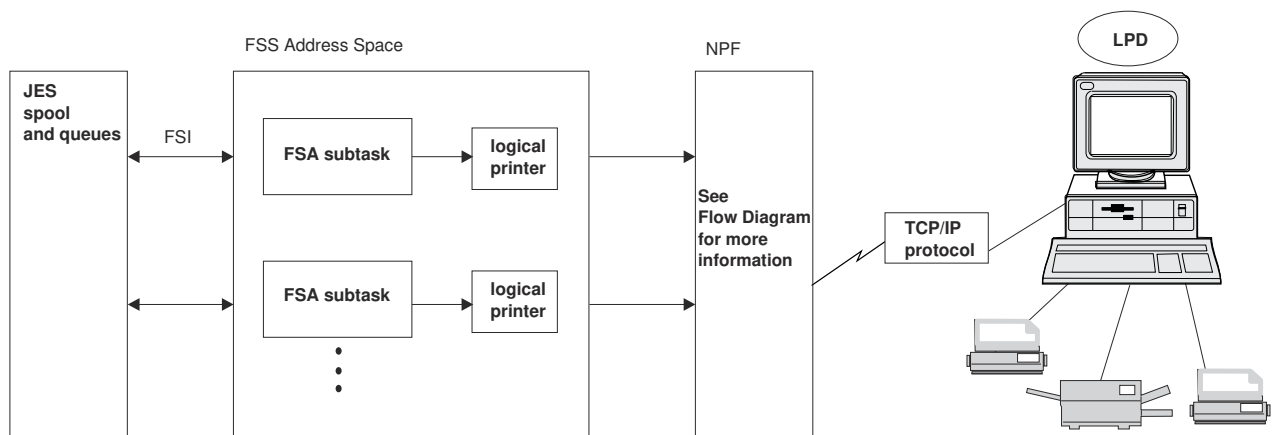 FSS Address Space
NPF
LPD
JES
spool
and queues
FSI
FSA subtask
logical
printer
See
Flow Diagram
for more
information
TCP/IP
protocol
FSA subtask
logical
printer